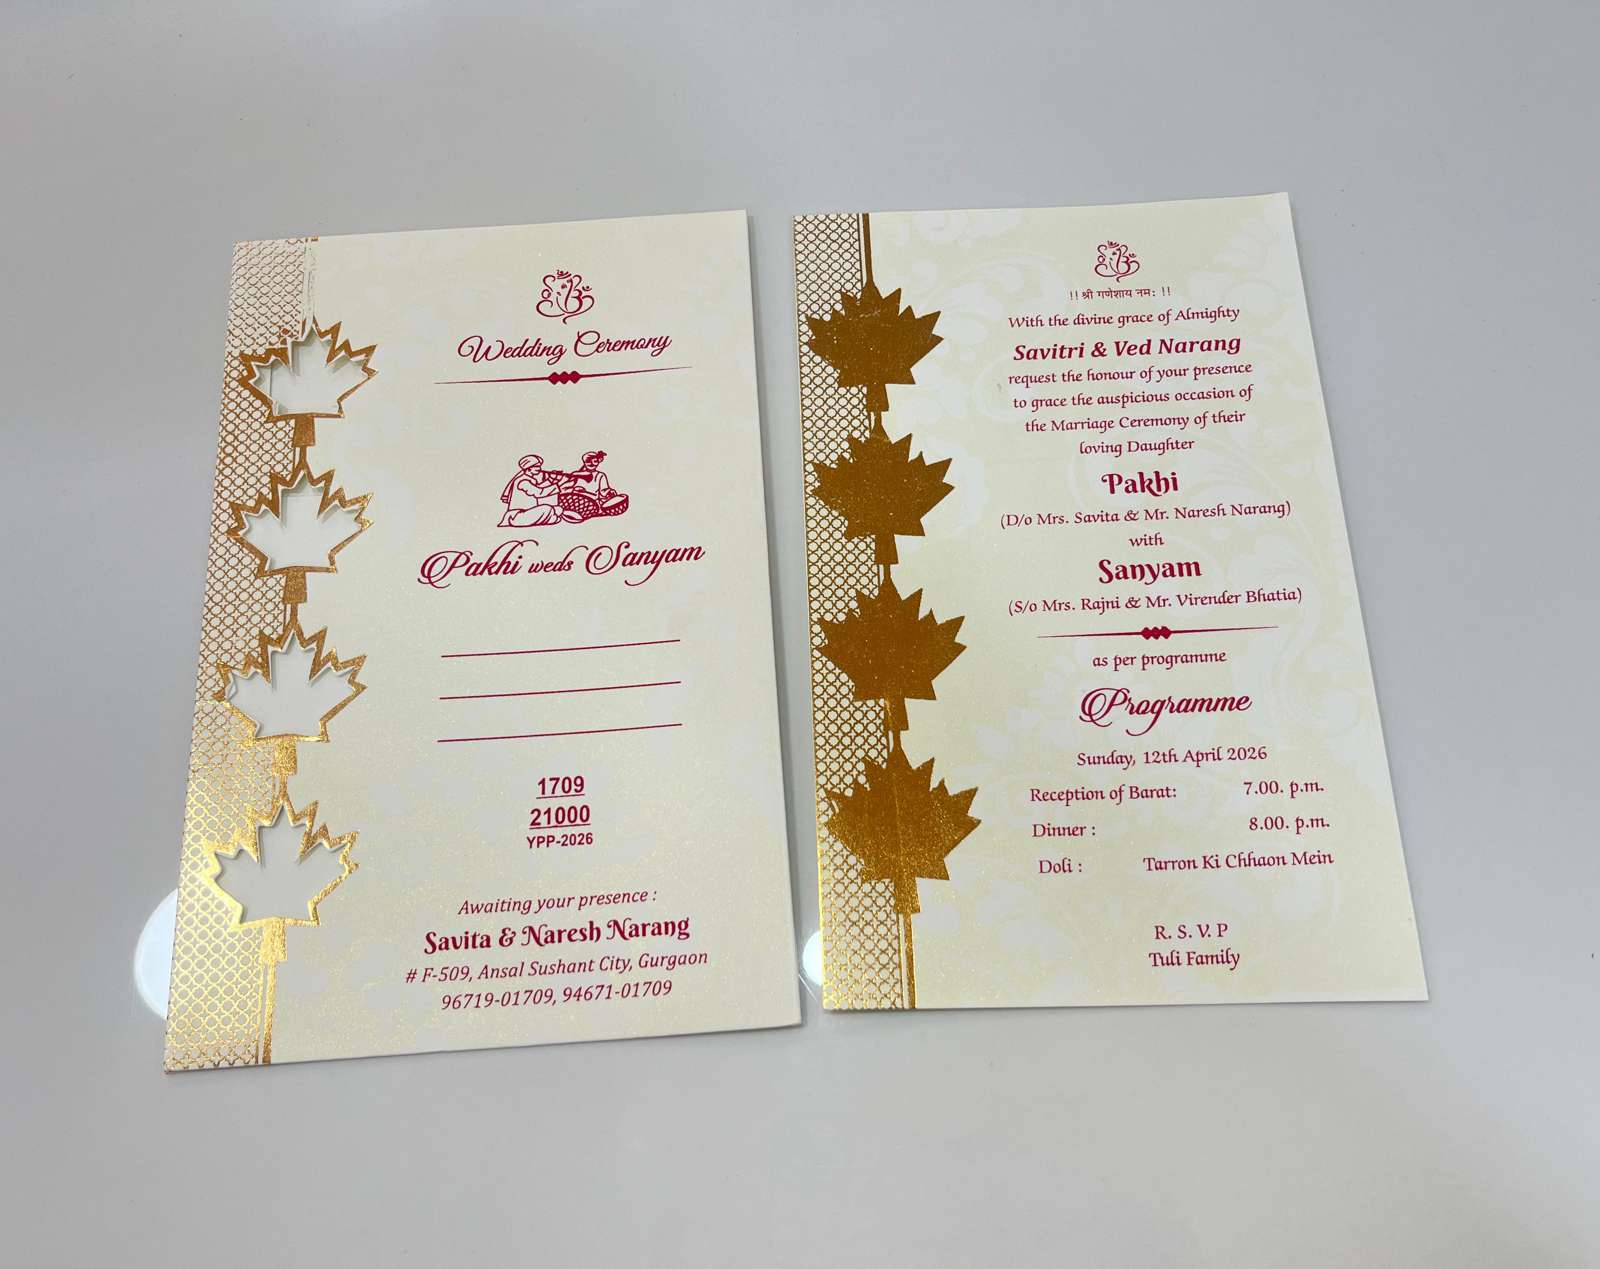 Wedding Ceremony
Pakhi weds Sanyam
1709
21000
YPP-2026
Awaiting your presence :
Savita & Naresh Narang
# F-509, Ansal Sushant City, Gurgaon
96719-01709, 94671-01709
!! श्री गणेशाय नम: !!
With the divine grace of Almighty
Savitri & Ved Narang
request the honour of your presence
to grace the auspicious occasion of
the Marriage Ceremony of their
loving Daughter
Pakhi
(D/o Mrs. Savita & Mr. Naresh Narang)
with
Sanyam
(S/o Mrs. Rajni & Mr. Virender Bhatia)
as per programme
Programme
Sunday, 12th April 2026
Reception of Barat: 7.00. p.m.
Dinner : 8.00. p.m.
Doli : Tarron Ki Chhaon Mein
R. S. V. P
Tuli Family